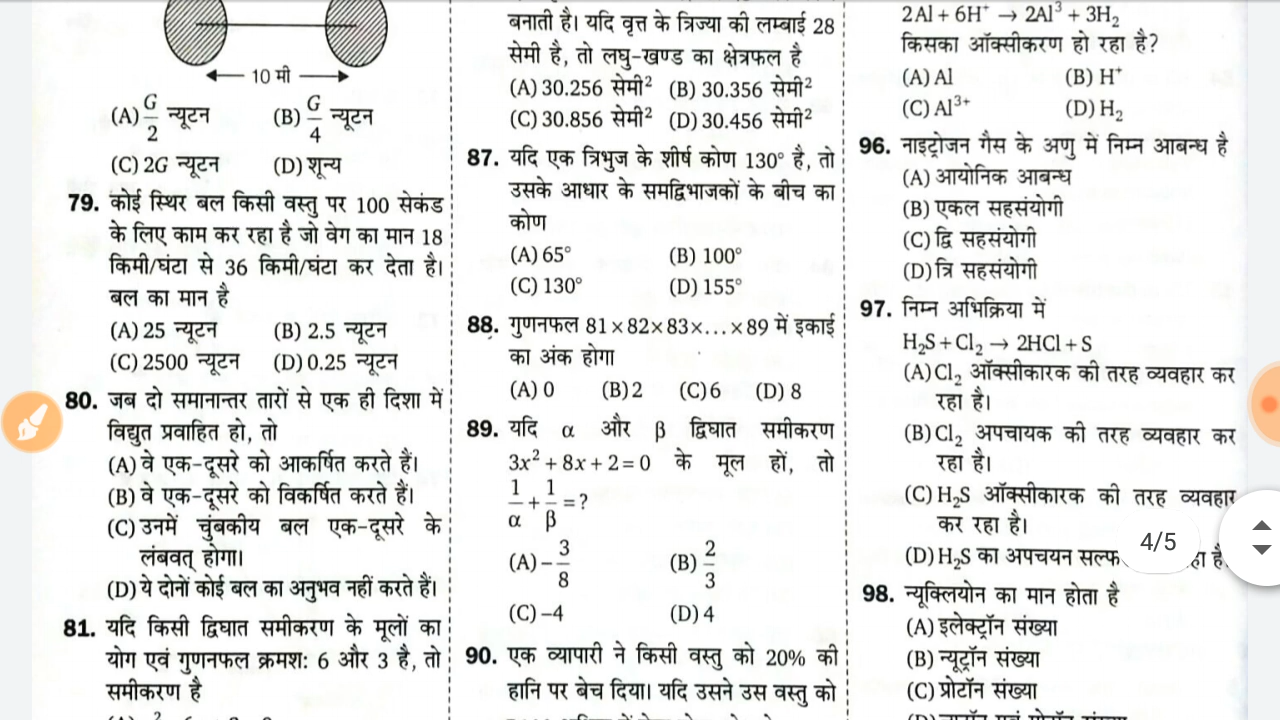 10 मी
(A) G/2 न्यूटन (B) G/4 न्यूटन
(C) 2G न्यूटन (D) शून्य
79. कोई स्थिर बल किसी वस्तु पर 100 सेकंड
के लिए काम कर रहा है जो वेग का मान 18
किमी/घंटा से 36 किमी/घंटा कर देता है।
बल का मान है
(A) 25 न्यूटन (B) 2.5 न्यूटन
(C) 2500 न्यूटन (D) 0.25 न्यूटन
80. जब दो समानान्तर तारों से एक ही दिशा में
विद्युत प्रवाहित हो, तो
(A) वे एक-दूसरे को आकर्षित करते हैं।
(B) वे एक-दूसरे को विकर्षित करते हैं।
(C) उनमें चुंबकीय बल एक-दूसरे के
लंबवत् होगा।
(D) ये दोनों कोई बल का अनुभव नहीं करते हैं।
81. यदि किसी द्विघात समीकरण के मूलों का
योग एवं गुणनफल क्रमश: 6 और 3 है, तो
समीकरण है
बनाती है। यदि वृत्त के त्रिज्या की लम्बाई 28
सेमी है, तो लघु-खण्ड का क्षेत्रफल है
(A) 30.256 सेमी² (B) 30.356 सेमी²
(C) 30.856 सेमी² (D) 30.456 सेमी²
87. यदि एक त्रिभुज के शीर्ष कोण 130° है, तो
उसके आधार के समद्विभाजकों के बीच का
कोण
(A) 65° (B) 100°
(C) 130° (D) 155°
88. गुणनफल 81×82×83×...×89 में इकाई
का अंक होगा
(A) 0 (B) 2 (C) 6 (D) 8
89. यदि α और β द्विघात समीकरण
3x² + 8x + 2 = 0 के मूल हों, तो
1/α + 1/β = ?
(A) -3/8 (B) 2/3
(C) -4 (D) 4
90. एक व्यापारी ने किसी वस्तु को 20% की
हानि पर बेच दिया। यदि उसने उस वस्तु को
2Al + 6H⁺ → 2Al³ + 3H₂
किसका ऑक्सीकरण हो रहा है?
(A) Al (B) H⁺
(C) Al³⁺ (D) H₂
96. नाइट्रोजन गैस के अणु में निम्न आबन्ध है
(A) आयोनिक आबन्ध
(B) एकल सहसंयोगी
(C) द्वि सहसंयोगी
(D) त्रि सहसंयोगी
97. निम्न अभिक्रिया में
H₂S + Cl₂ → 2HCl + S
(A) Cl₂ ऑक्सीकारक की तरह व्यवहार कर
रहा है।
(B) Cl₂ अपचायक की तरह व्यवहार कर
रहा है।
(C) H₂S ऑक्सीकारक की तरह व्यवहार
कर रहा है।
(D) H₂S का अपचयन
4/5
98. न्यूक्लियोन का मान होता है
(A) इलेक्ट्रॉन संख्या
(B) न्यूट्रॉन संख्या
(C) प्रोटॉन संख्या